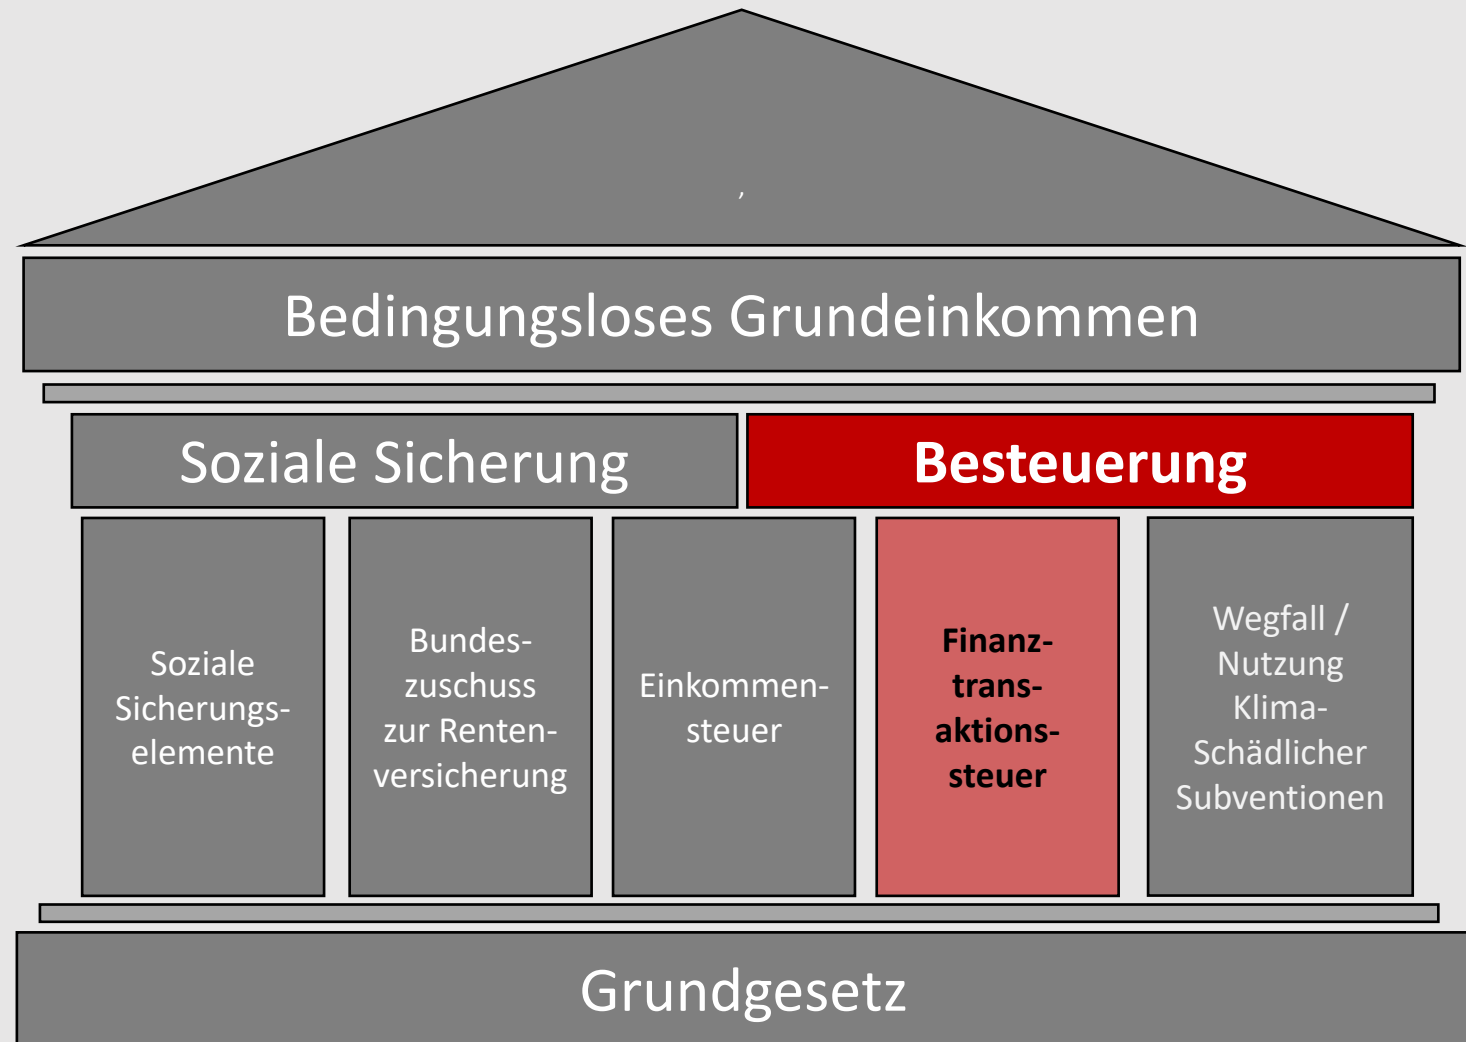 ,
Bedingungsloses Grundeinkommen
Soziale Sicherung
Besteuerung
Soziale
Sicherungs-
elemente
Bundes-
zuschuss
zur Renten-
versicherung
Einkommen-
steuer
Finanz-
trans-
aktions-
steuer
Wegfall /
Nutzung
Klima-
Schädlicher
Subventionen
Grundgesetz